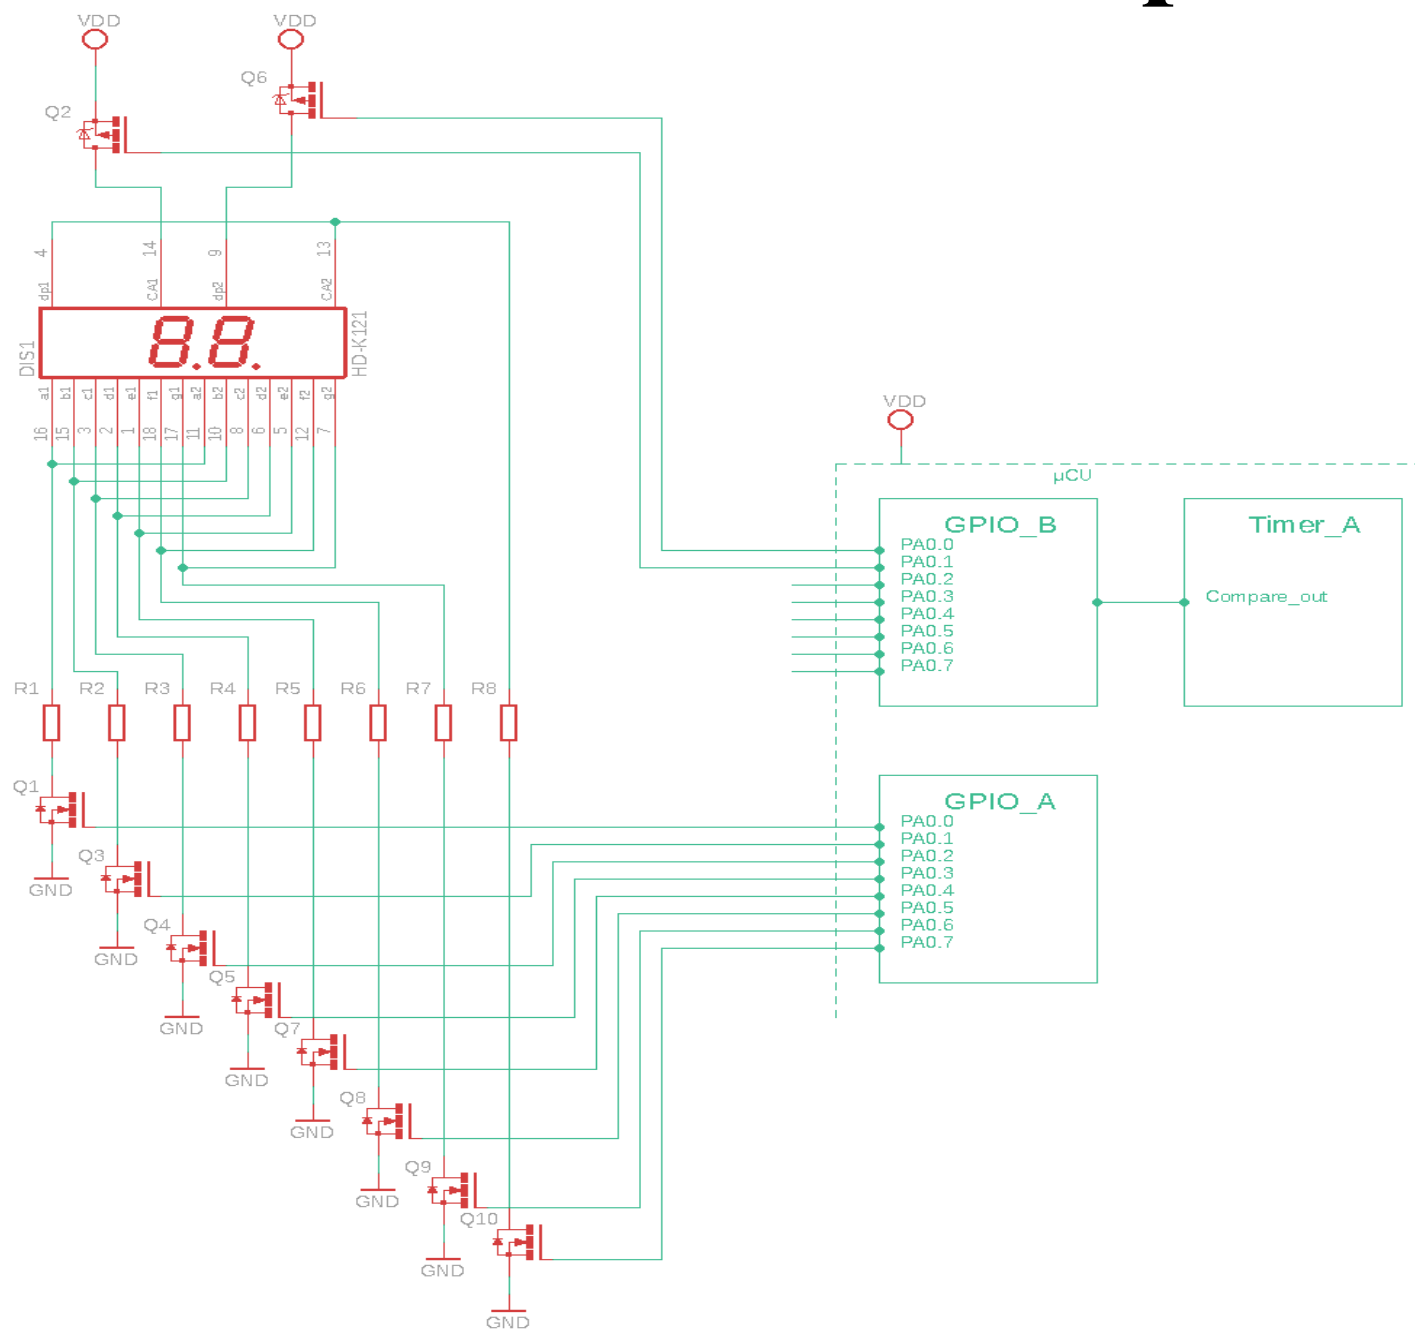 VDD
VDD
Q6
Q2
4
14
9
13
dp1
CA1
dp2
CA2
DIS1
HD-K121
a1
b1
c1
d1
e1
f1
g1
a2
b2
c2
d2
e2
f2
g2
16
15
3
2
1
18
17
11
10
8
6
5
12
7
VDD
µCU
GPIO_B
Timer_A
PA0.0
PA0.1
PA0.2
PA0.3
PA0.4
PA0.5
PA0.6
PA0.7
Compare_out
R1
R2
R3
R4
R5
R6
R7
R8
GPIO_A
PA0.0
PA0.1
PA0.2
PA0.3
PA0.4
PA0.5
PA0.6
PA0.7
Q1
GND
Q3
GND
Q4
GND
Q5
GND
Q7
GND
Q8
GND
Q9
GND
Q10
GND